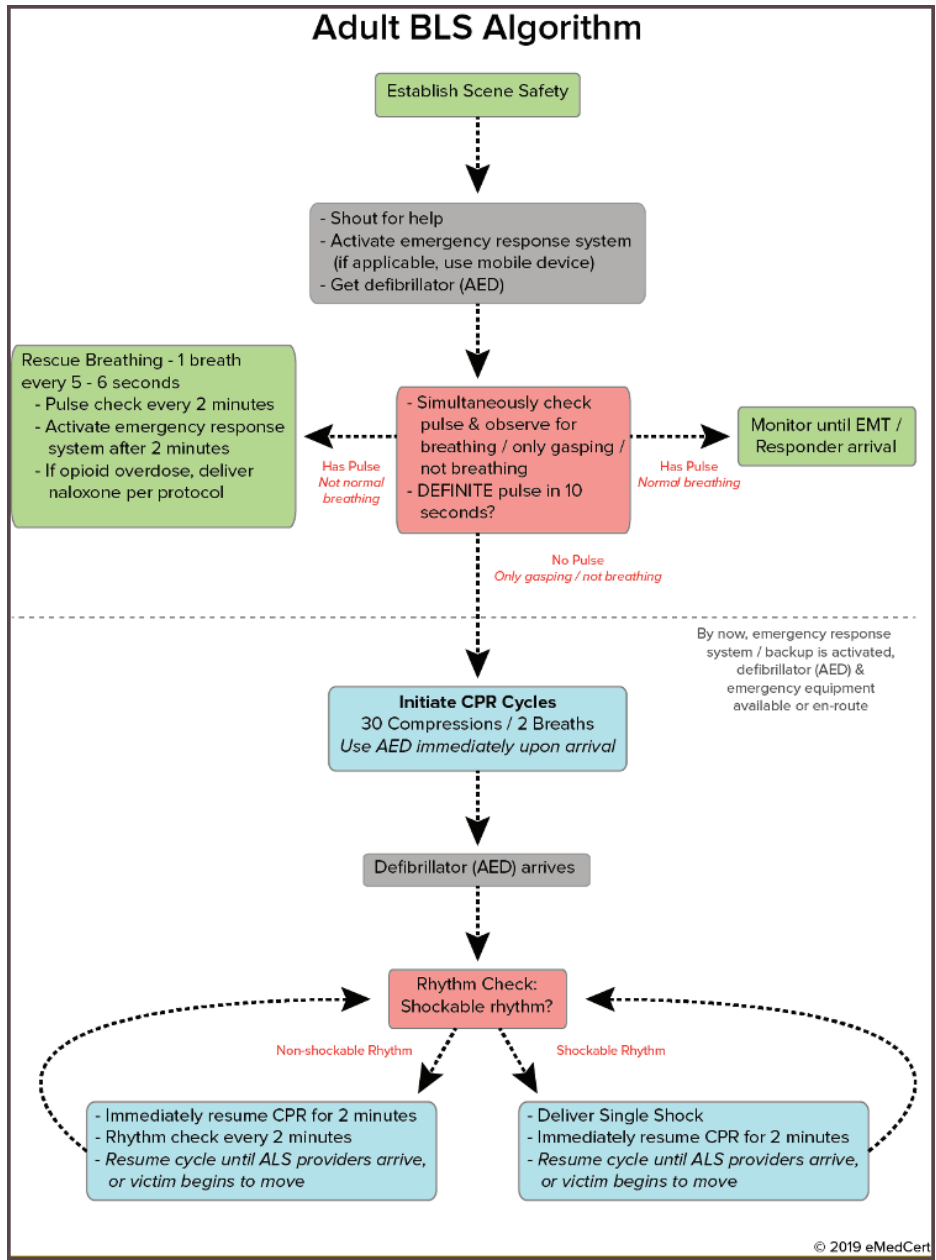 Adult BLS Algorithm
Establish Scene Safety
- Shout for help
- Activate emergency response system
(if applicable, use mobile device)
- Get defibrillator (AED)
Rescue Breathing - 1 breath
every 5 - 6 seconds
- Pulse check every 2 minutes
- Activate emergency response
system after 2 minutes
- If opioid overdose, deliver
naloxone per protocol
Has Pulse
Not normal
breathing
- Simultaneously check
pulse & observe for
breathing / only gasping /
not breathing
- DEFINITE pulse in 10
seconds?
Has Pulse
Normal breathing
Monitor until EMT /
Responder arrival
No Pulse
Only gasping / not breathing
By now, emergency response
system / backup is activated,
defibrillator (AED) &
emergency equipment
available or en-route
Initiate CPR Cycles
30 Compressions / 2 Breaths
Use AED immediately upon arrival
Defibrillator (AED) arrives
Rhythm Check:
Shockable rhythm?
Non-shockable Rhythm
Shockable Rhythm
- Immediately resume CPR for 2 minutes
- Rhythm check every 2 minutes
- Resume cycle until ALS providers arrive,
or victim begins to move
- Deliver Single Shock
- Immediately resume CPR for 2 minutes
- Resume cycle until ALS providers arrive,
or victim begins to move
© 2019 eMedCert